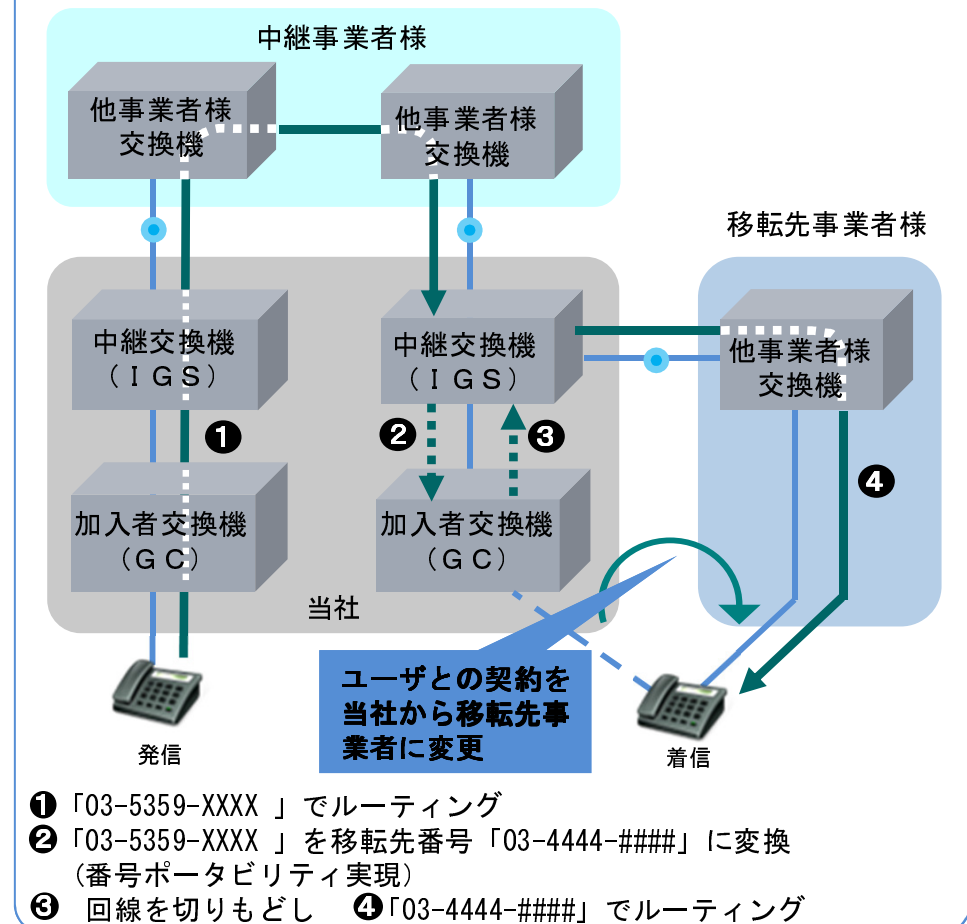 中継事業者様
他事業者様
交換機
他事業者様
交換機
移転先事業者様
中継交換機
(ＩＧＳ)
中継交換機
(ＩＧＳ)
他事業者様
交換機
❶
❷
❸
❹
加入者交換機
(ＧＣ)
加入者交換機
(ＧＣ)
当社
ユーザとの契約を
当社から移転先事
業者に変更
発信
着信
❶「03-5359-XXXX 」でルーティング
❷「03-5359-XXXX 」を移転先番号「03-4444-####」に変換
(番号ポータビリティ実現)
❸ 回線を切りもどし ❹「03-4444-####」でルーティング